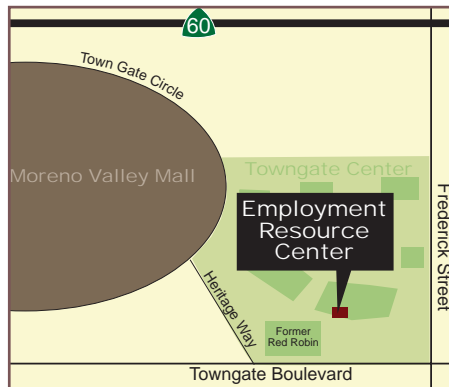 60
Town Gate Circle
Moreno Valley Mall
Towngate Center
Employment
Resource
Center
Frederick Street
Heritage Way
Former
Red Robin
Towngate Boulevard